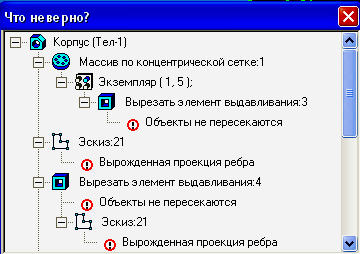 Что неверно?
Корпус (Тел-1)
Массив по концентрической сетке:1
Экземпляр ( 1, 5 );
Вырезать элемент выдавливания:3
Объекты не пересекаются
Эскиз:21
Вырожденная проекция ребра
Вырезать элемент выдавливания:4
Объекты не пересекаются
Эскиз:21
Вырожденная проекция ребра